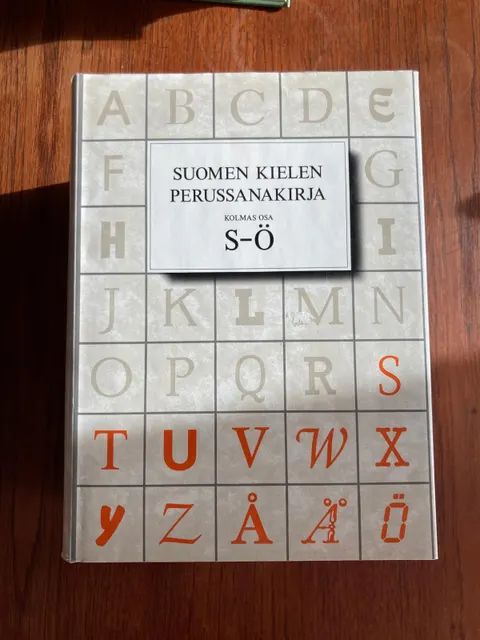 A B C D E
F G
SUOMEN KIELEN
PERUSSANAKIRJA
KOLMAS OSA
S-Ö
H I
J K L M N
O P Q R S
T U V W X
Y Z Å Ä Ö